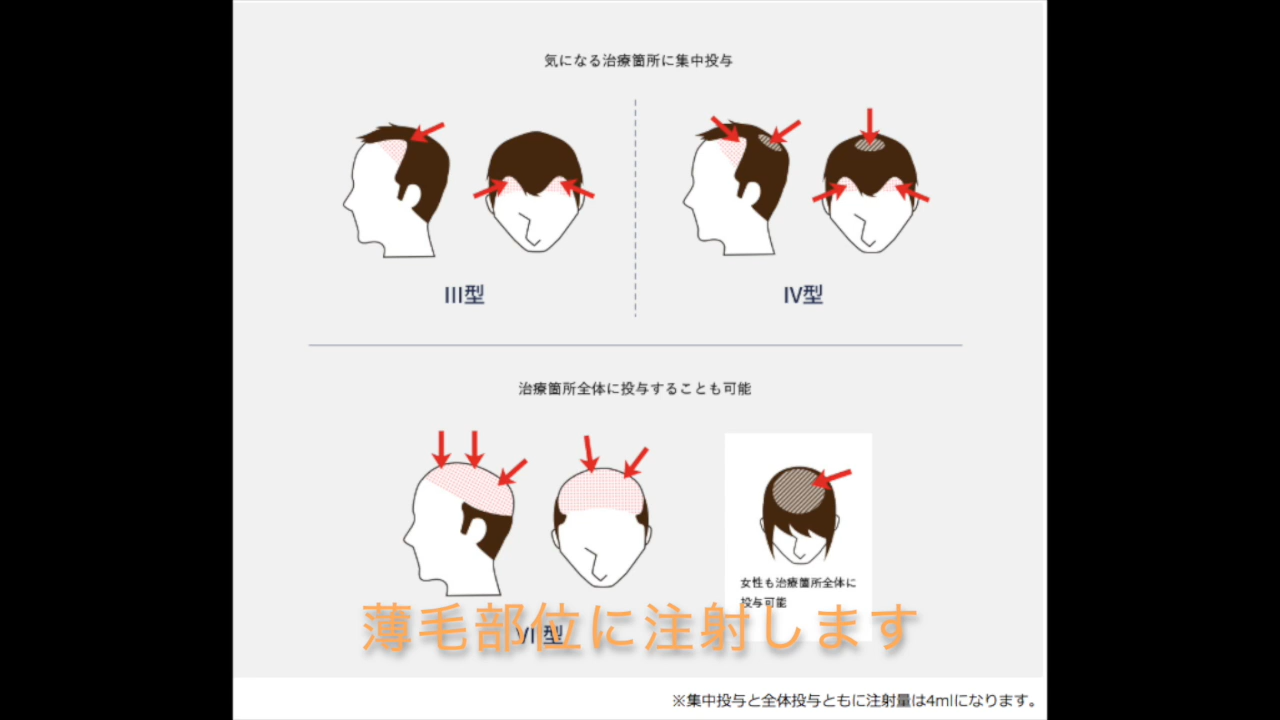 気になる治療箇所に集中投与
III型
IV型
治療箇所全体に投与することも可能
女性も治療箇所全体に
投与可能
VI型
薄毛部位に注射します
※集中投与と全体投与ともに注射量は4mlになります。